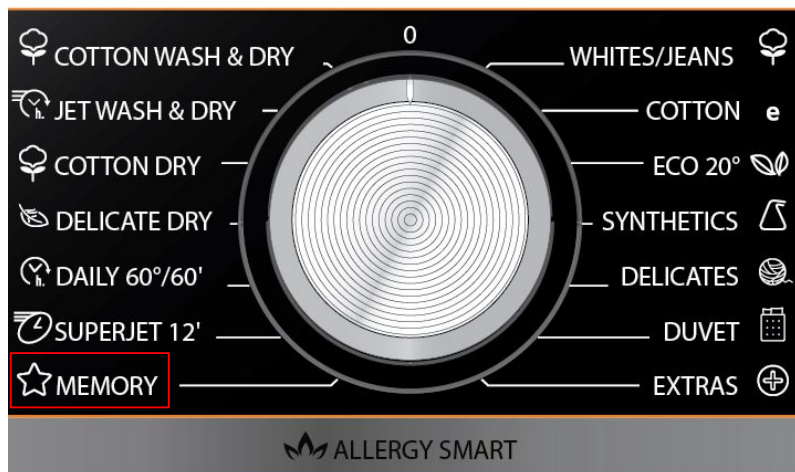 0
COTTON WASH & DRY
JET WASH & DRY
COTTON DRY
DELICATE DRY
DAILY 60°/60'
SUPERJET 12'
MEMORY
WHITES/JEANS
COTTON e
ECO 20°
SYNTHETICS
DELICATES
DUVET
EXTRAS
ALLERGY SMART